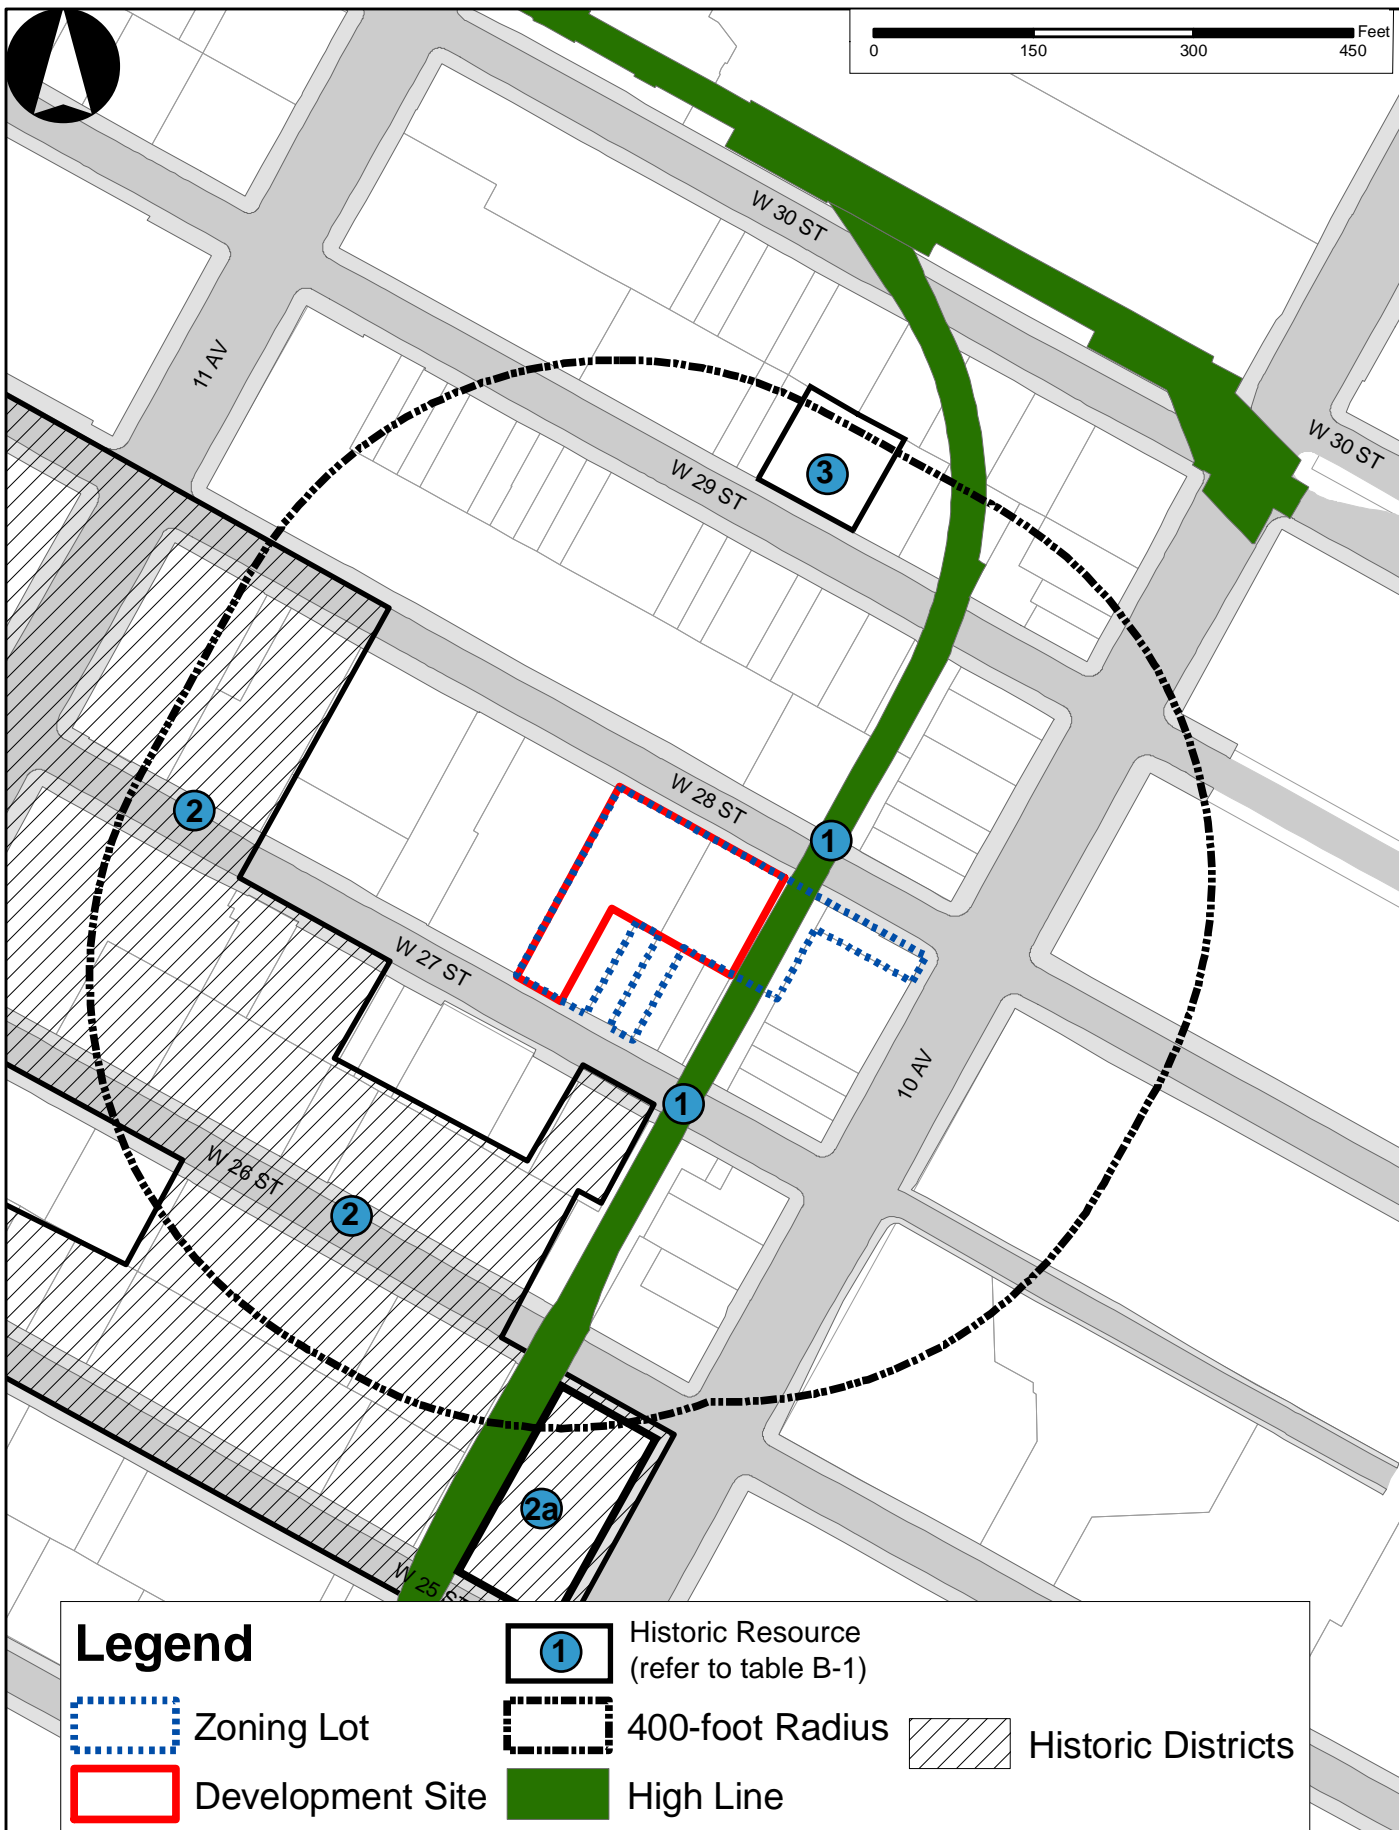 Feet
0 150 300 450
W 30 ST
11 AV
W 30 ST
3
W 29 ST
2
W 28 ST
1
W 27 ST
10 AV
1
W 26 ST
2
2a
W 25 ST
Legend
1
Historic Resource
(refer to table B-1)
Zoning Lot
400-foot Radius
Historic Districts
Development Site
High Line